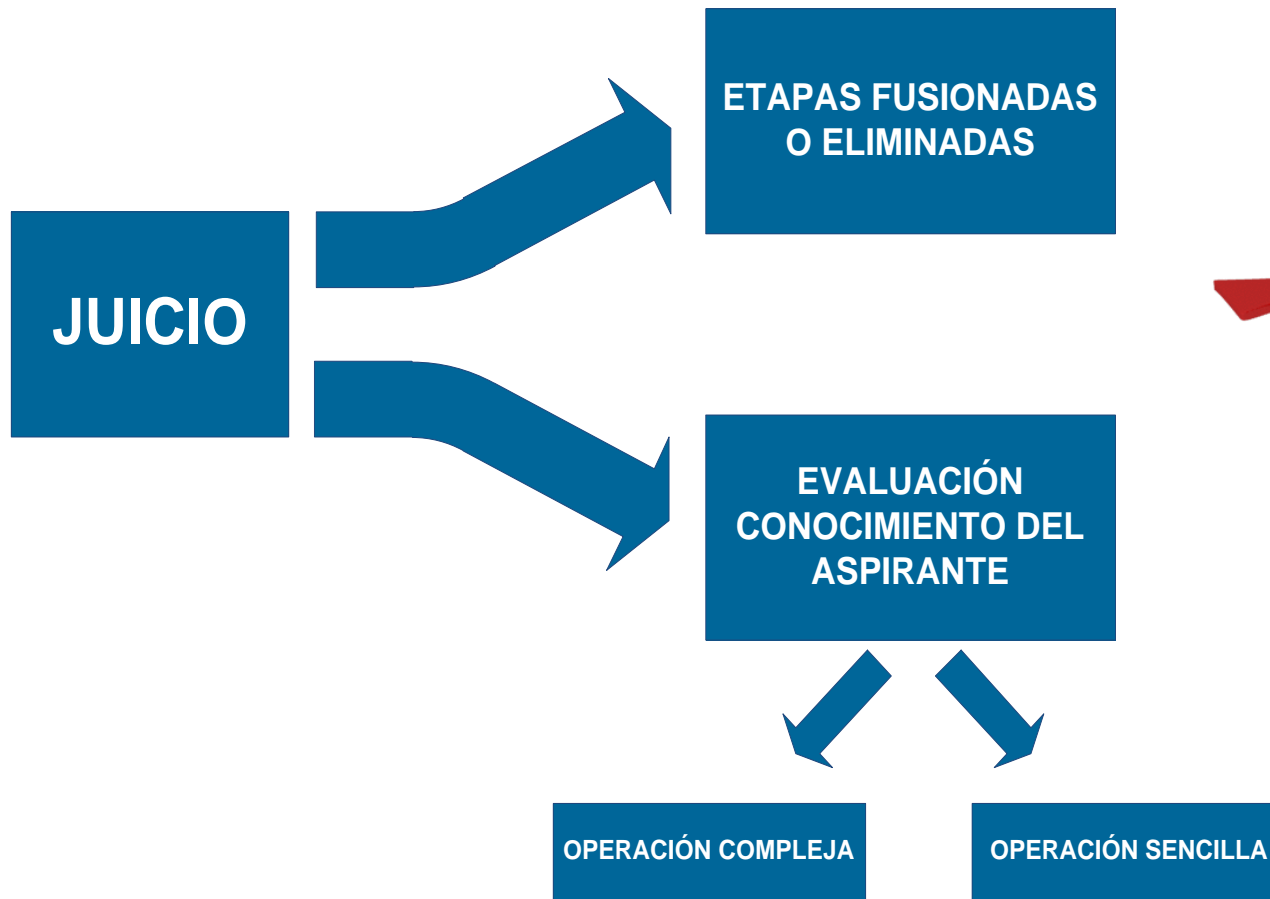 ETAPAS FUSIONADAS
O ELIMINADAS
JUICIO
EVALUACIÓN
CONOCIMIENTO DEL
ASPIRANTE
OPERACIÓN COMPLEJA
OPERACIÓN SENCILLA